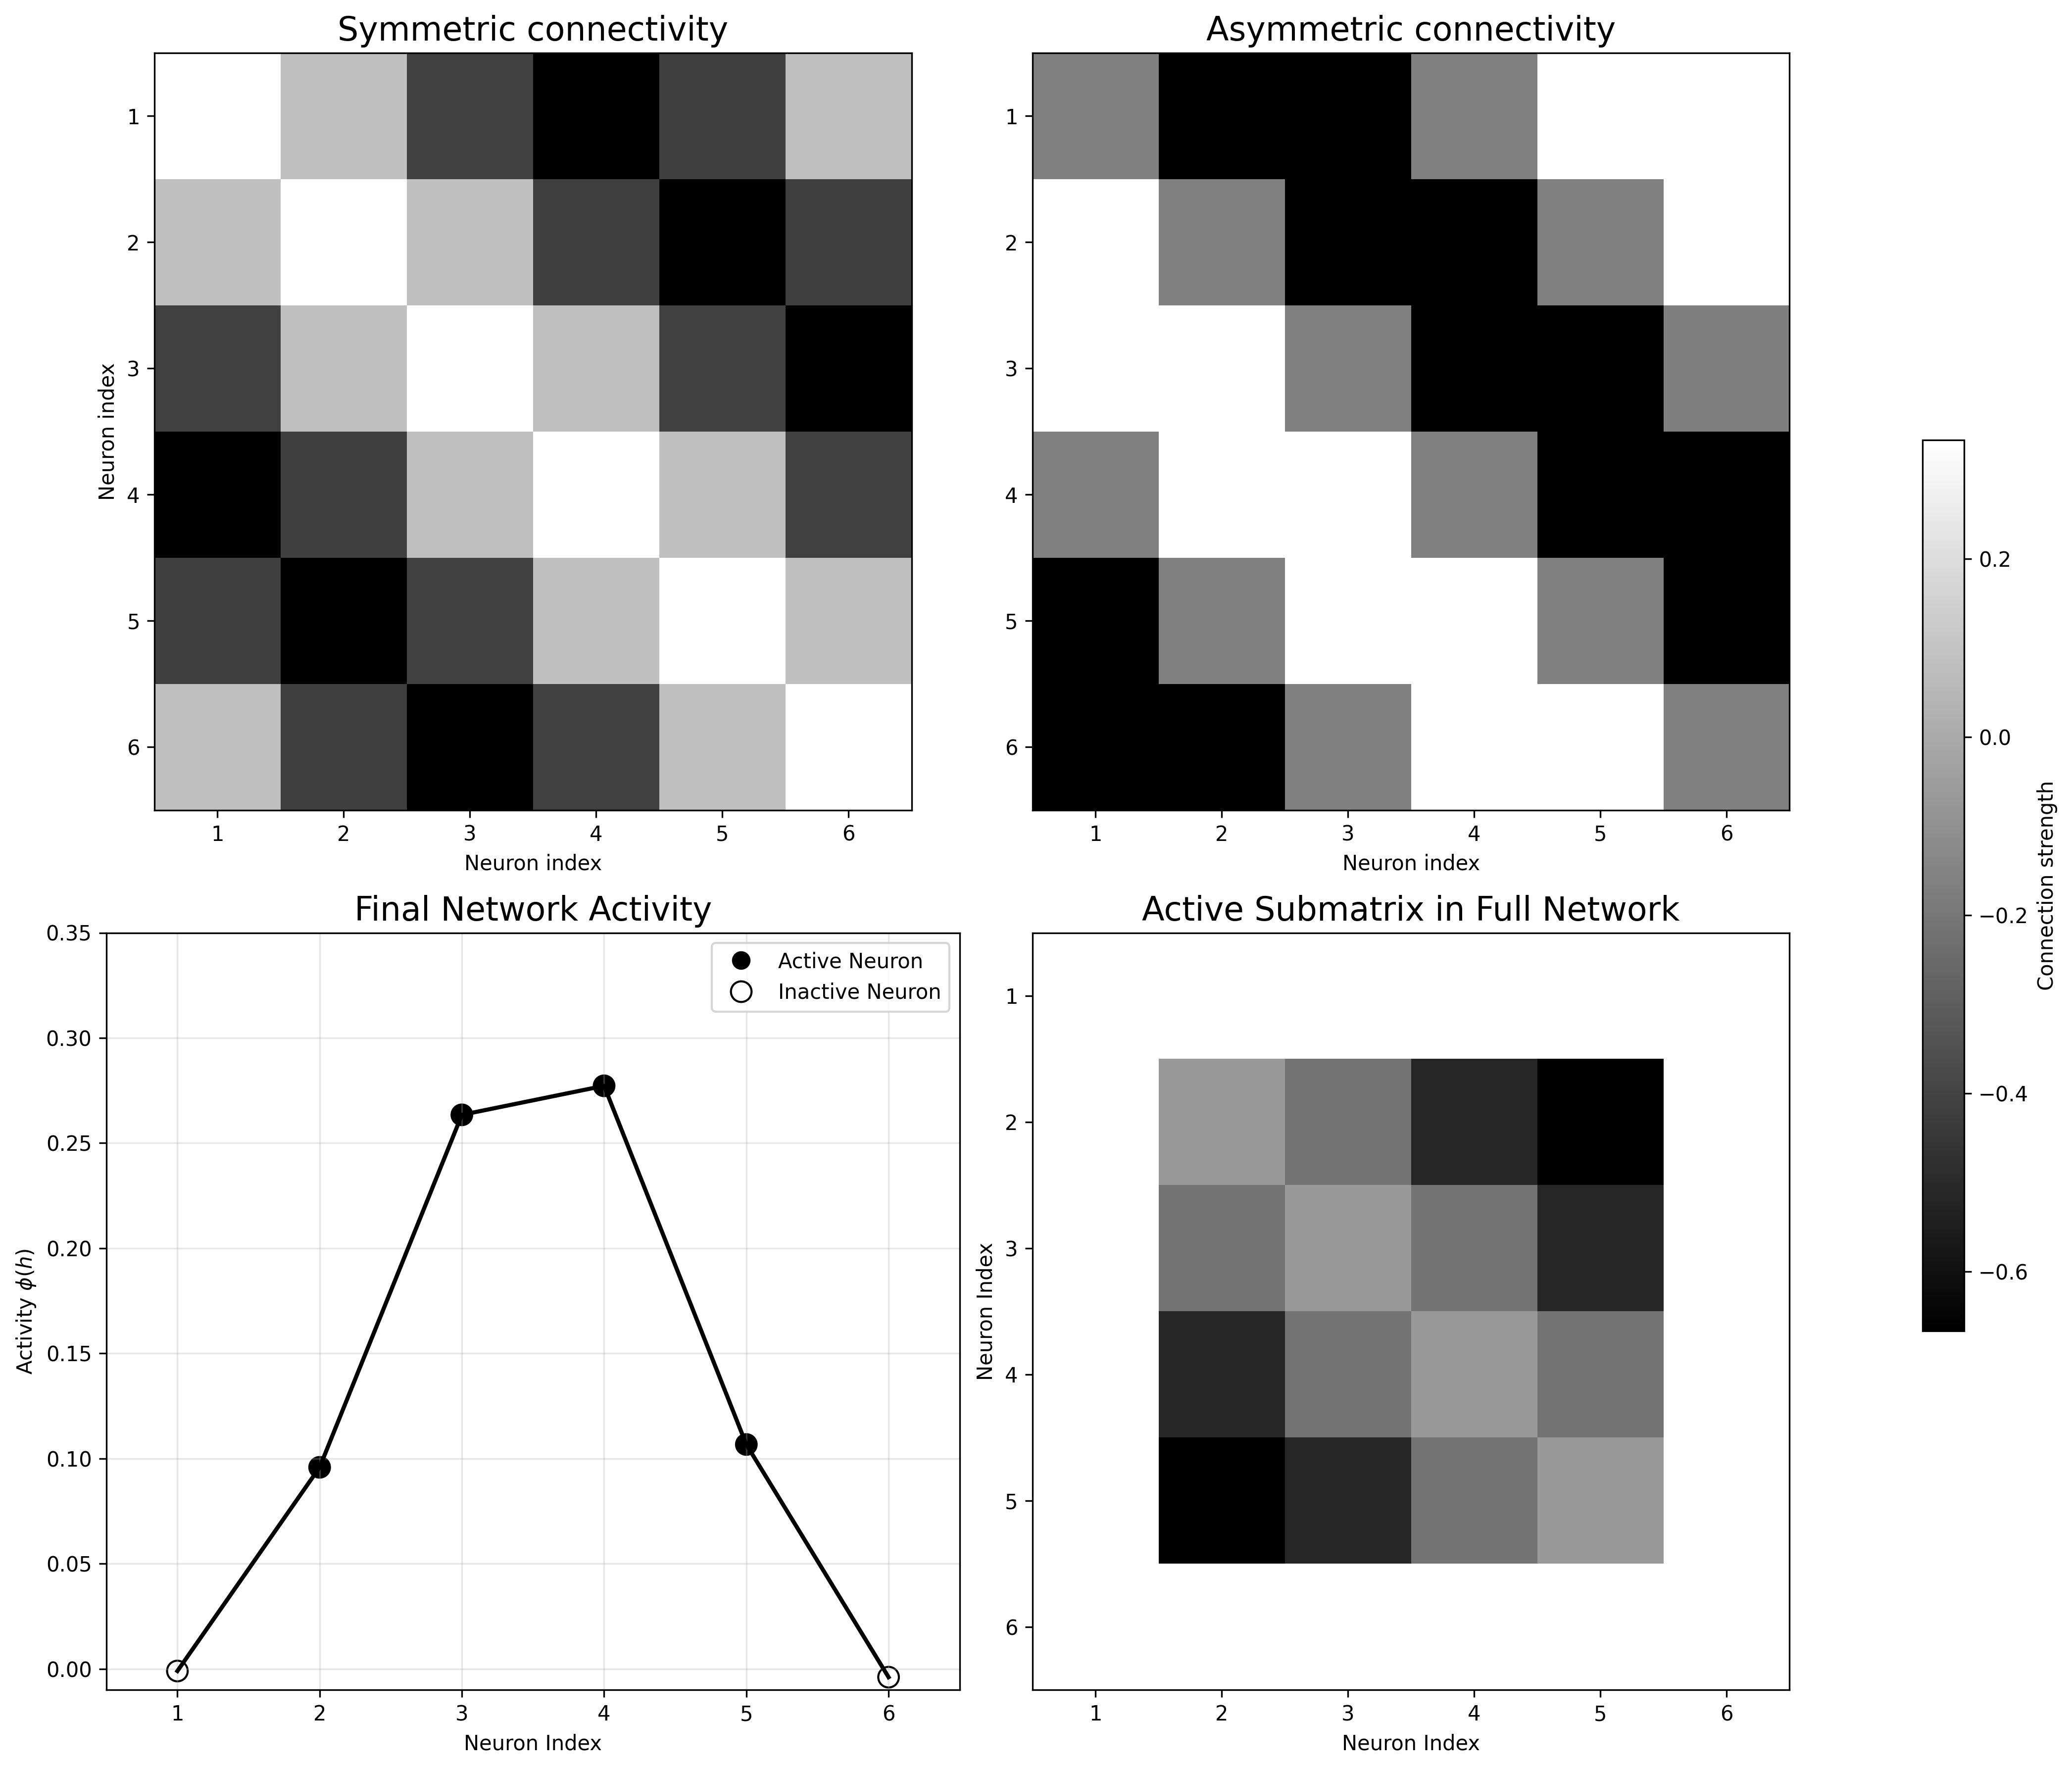 Symmetric connectivity
1
2
3
4
5
6
Neuron index
1 2 3 4 5 6
Neuron index
Asymmetric connectivity
1
2
3
4
5
6
1 2 3 4 5 6
Neuron index
0.2
0.0
−0.2
−0.4
−0.6
Connection strength
Final Network Activity
Active Neuron
Inactive Neuron
0.35
0.30
0.25
0.20
0.15
0.10
0.05
0.00
Activity ϕ(h)
1 2 3 4 5 6
Neuron Index
Active Submatrix in Full Network
1
2
3
4
5
6
Neuron Index
1 2 3 4 5 6
Neuron Index